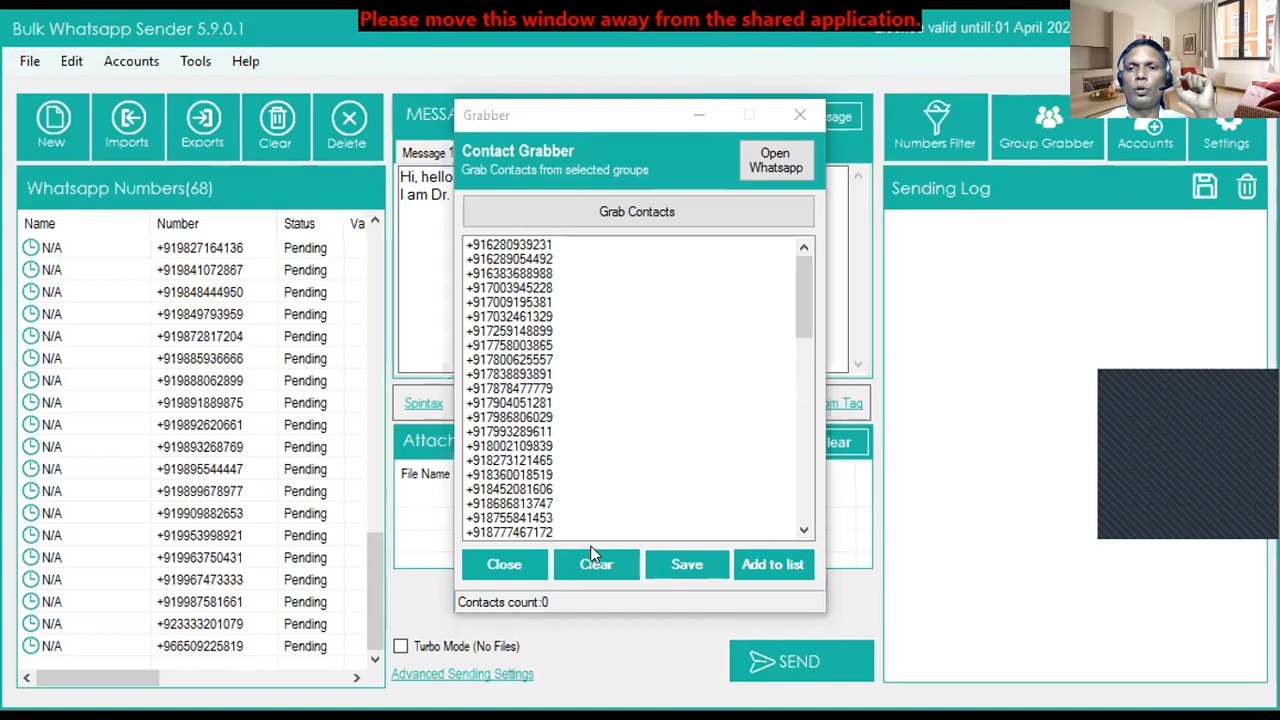 Please move this window away from the shared application.
Bulk Whatsapp Sender 5.9.0.1
License valid untill:01 April 202
File Edit Accounts Tools Help
New Imports Exports Clear Delete
Whatsapp Numbers(68)
Name Number Status Va
N/A +919827164136 Pending
N/A +919841072867 Pending
N/A +919848444950 Pending
N/A +919849793959 Pending
N/A +919872817204 Pending
N/A +919885936666 Pending
N/A +919888062899 Pending
N/A +919891889875 Pending
N/A +919892620661 Pending
N/A +919893268769 Pending
N/A +919895544447 Pending
N/A +919899678977 Pending
N/A +919909882653 Pending
N/A +919953998921 Pending
N/A +919963750431 Pending
N/A +919967473333 Pending
N/A +919987581661 Pending
N/A +923333201079 Pending
N/A +966509225819 Pending
MESSA
ssage
Message 1
Hi, hello
I am Dr.
Spintax
om Tag
Attach
lear
File Name
Turbo Mode (No Files)
Advanced Sending Settings
SEND
Grabber
Contact Grabber
Grab Contacts from selected groups
Open
Whatsapp
Grab Contacts
+916280939231
+916289054492
+916383688988
+917003945228
+917009195381
+917032461329
+917259148899
+917758003865
+917800625557
+917838893891
+917878477779
+917904051281
+917986806029
+917993289611
+918002109839
+918273121465
+918360018519
+918452081606
+918686813747
+918755841453
+918777467172
Close Clear Save Add to list
Contacts count:0
Numbers Filter Group Grabber Accounts Settings
Sending Log